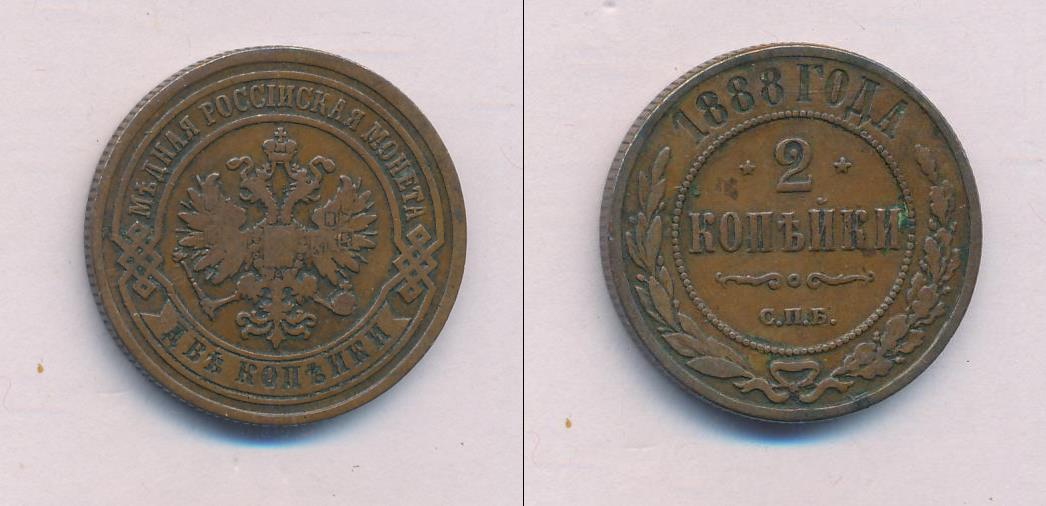 МѢДНАЯ РОССІЙСКАЯ МОНЕТА
ДВѢ КОПѢЙКИ
1888 ГОДА
2
КОПѢЙКИ
С.П.Б.